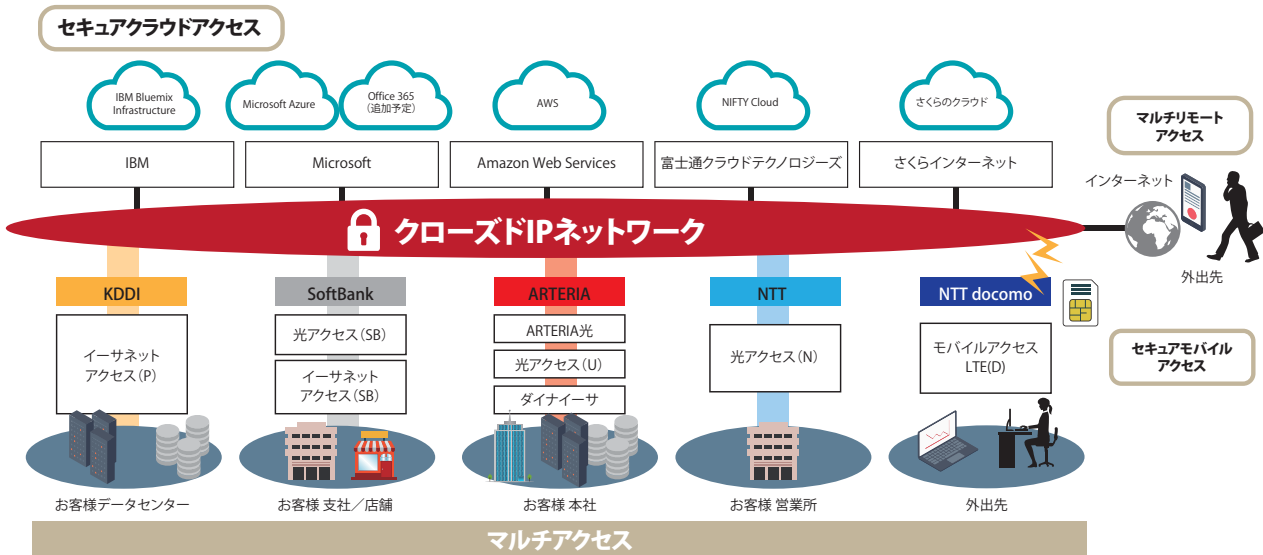 セキュアクラウドアクセス
IBM Bluemix
Infrastructure
Microsoft Azure
Office 365
（追加予定）
AWS
NIFTY Cloud
さくらのクラウド
マルチリモート
アクセス
IBM
Microsoft
Amazon Web Services
富士通クラウドテクノロジーズ
さくらインターネット
インターネット
クローズドIPネットワーク
外出先
KDDI
SoftBank
ARTERIA
NTT
NTT docomo
イーサネット
アクセス（P）
光アクセス（SB）
イーサネット
アクセス（SB）
ARTERIA光
光アクセス（U）
ダイナイーサ
光アクセス（N）
モバイルアクセス
LTE(D)
セキュアモバイル
アクセス
お客様データセンター
お客様 支社／店舗
お客様 本社
お客様 営業所
外出先
マルチアクセス